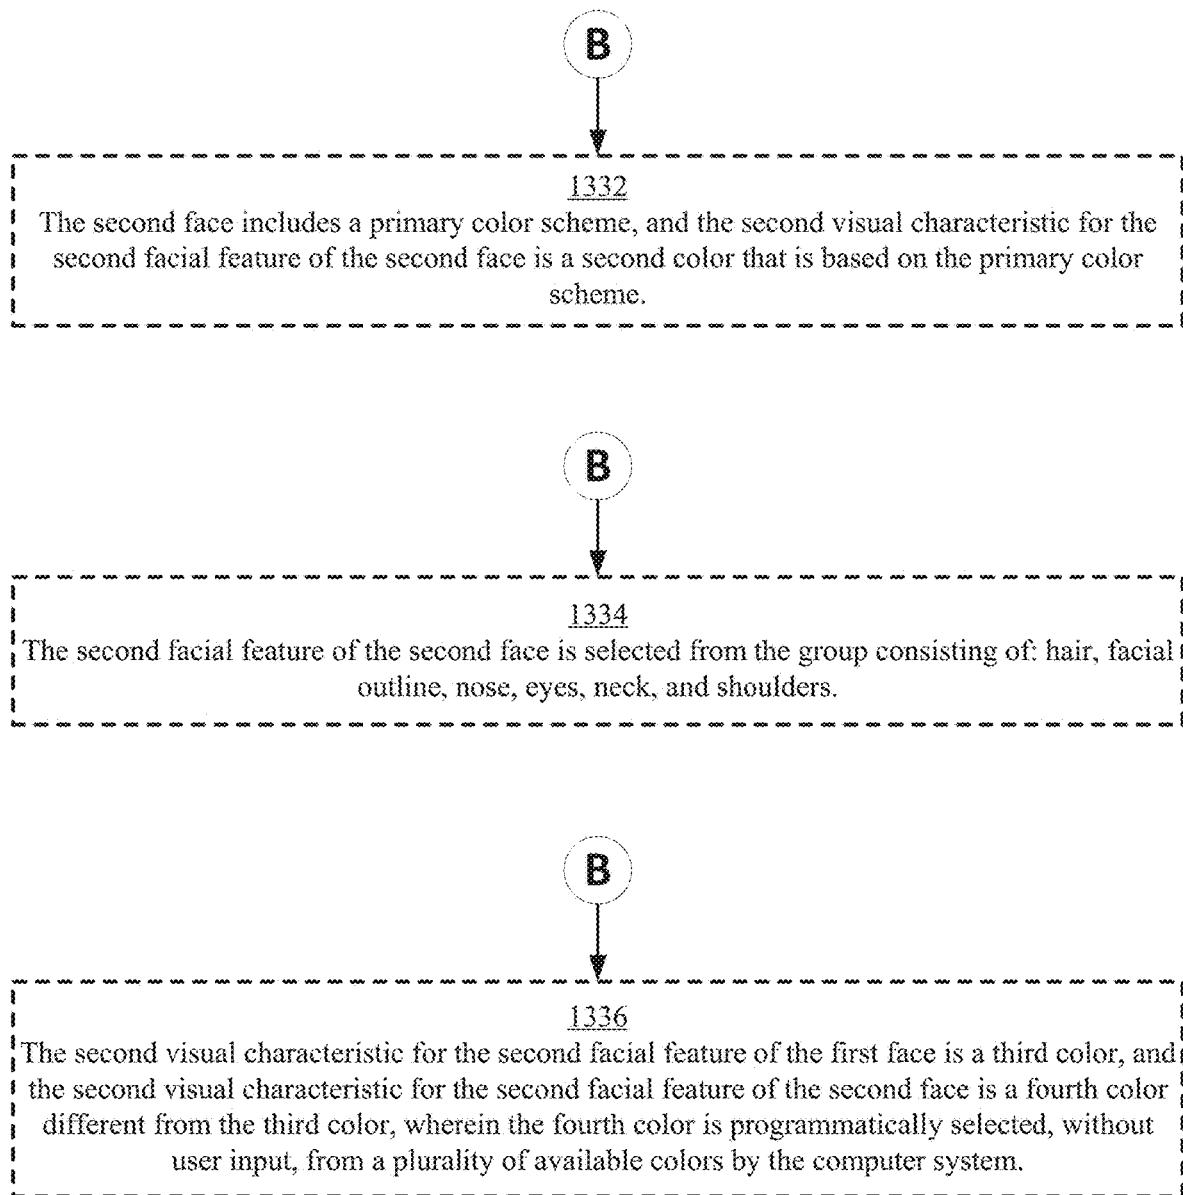 B
1332
The second face includes a primary color scheme, and the second visual characteristic for the
second facial feature of the second face is a second color that is based on the primary color
scheme.
B
1334
The second facial feature of the second face is selected from the group consisting of: hair, facial
outline, nose, eyes, neck, and shoulders.
B
1336
The second visual characteristic for the second facial feature of the first face is a third color, and
the second visual characteristic for the second facial feature of the second face is a fourth color
different from the third color, wherein the fourth color is programmatically selected, without
user input, from a plurality of available colors by the computer system.